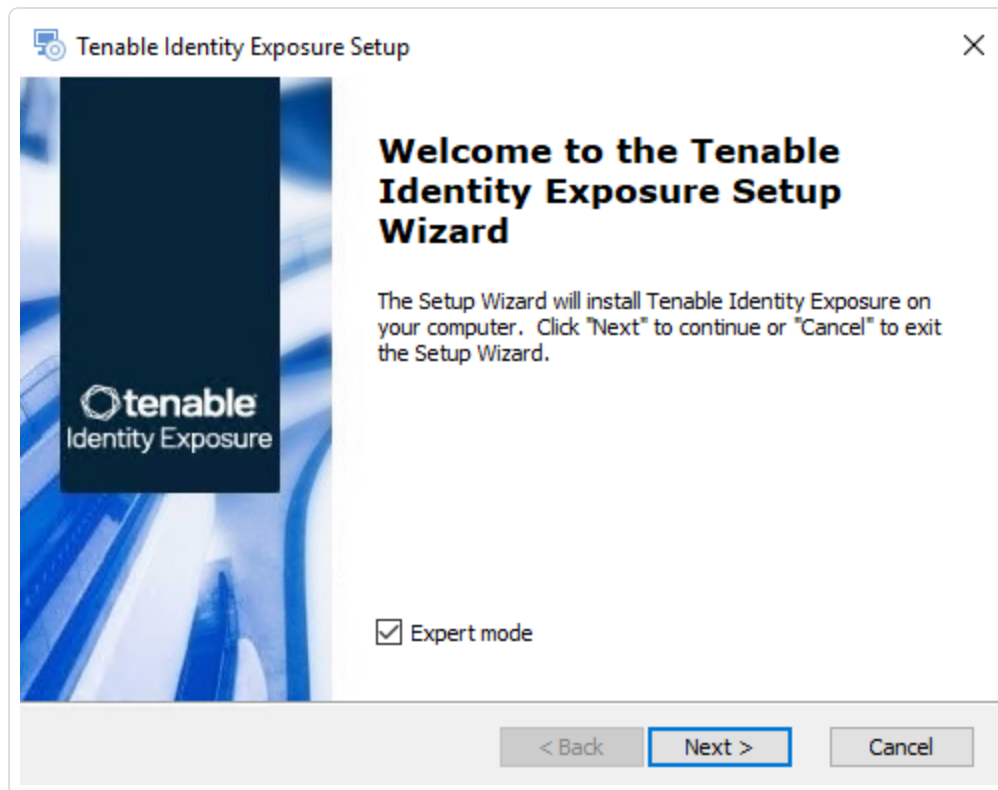 Tenable Identity Exposure Setup
Welcome to the Tenable
Identity Exposure Setup
Wizard
The Setup Wizard will install Tenable Identity Exposure on
your computer. Click "Next" to continue or "Cancel" to exit
the Setup Wizard.
tenable
Identity Exposure
Expert mode
< Back
Next >
Cancel